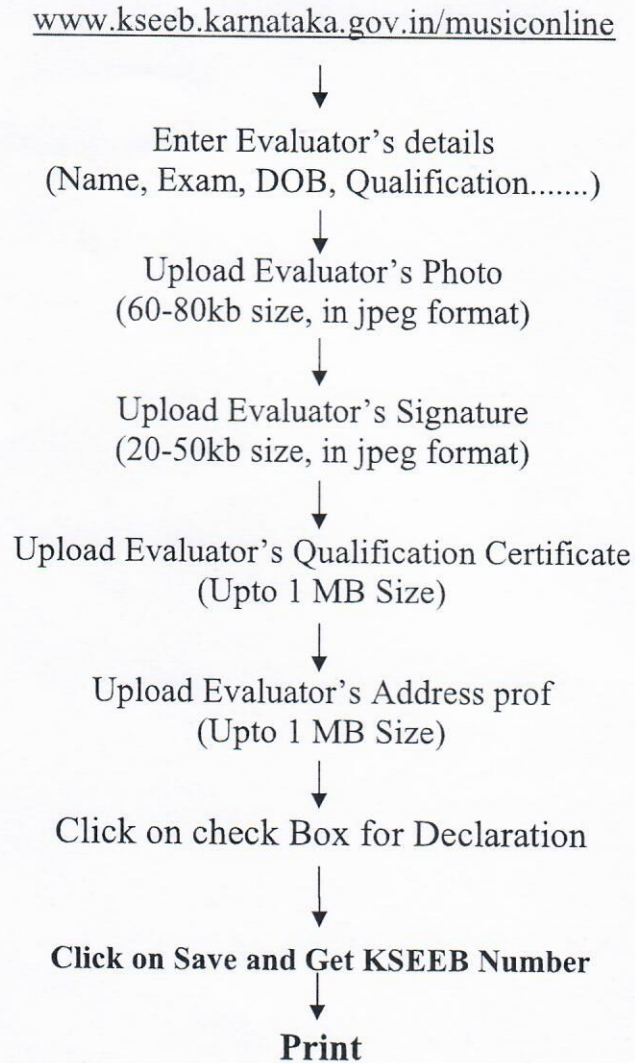 www.kseeb.karnataka.gov.in/musiconline
Enter Evaluator's details
(Name, Exam, DOB, Qualification.......)
Upload Evaluator's Photo
(60-80kb size, in jpeg format)
Upload Evaluator's Signature
(20-50kb size, in jpeg format)
Upload Evaluator's Qualification Certificate
(Upto 1 MB Size)
Upload Evaluator's Address prof
(Upto 1 MB Size)
Click on check Box for Declaration
Click on Save and Get KSEEB Number
Print